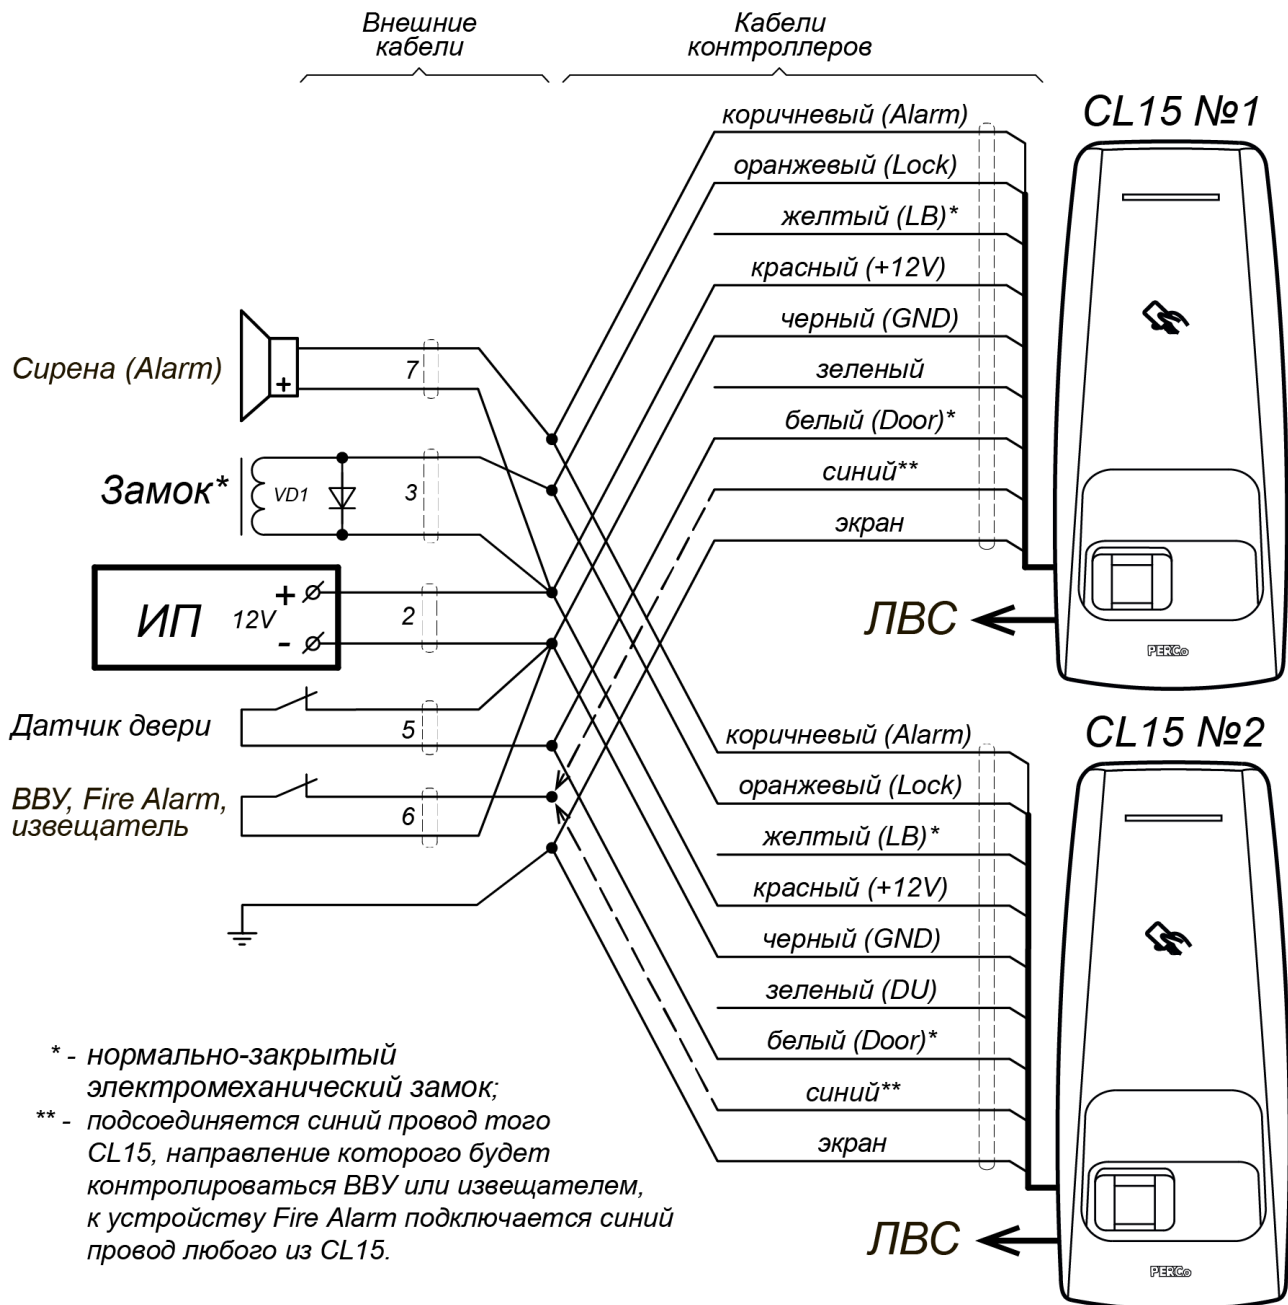 Внешние
кабели
Кабели
контроллеров
CL15 №1
коричневый (Alarm)
оранжевый (Lock)
желтый (LB)*
красный (+12V)
черный (GND)
зеленый
белый (Door)*
синий**
экран
ЛВС
PERCo
Сирена (Alarm)
+
7
Замок*
VD1
3
ИП
12V
+
-
2
Датчик двери
5
ВВУ, Fire Alarm,
извещатель
6
CL15 №2
коричневый (Alarm)
оранжевый (Lock)
желтый (LB)*
красный (+12V)
черный (GND)
зеленый (DU)
белый (Door)*
синий**
экран
ЛВС
PERCo
* - нормально-закрытый
электромеханический замок;
** - подсоединяется синий провод того
CL15, направление которого будет
контролироваться ВВУ или извещателем,
к устройству Fire Alarm подключается синий
провод любого из CL15.